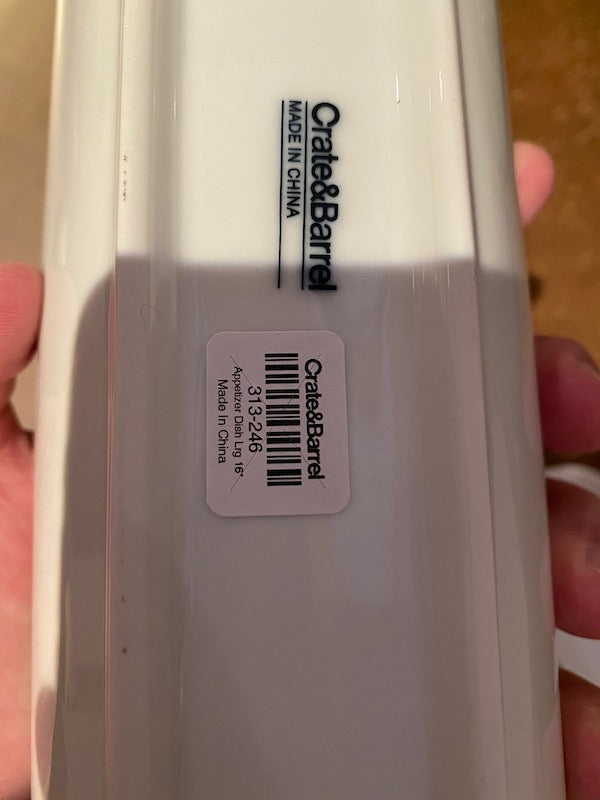 Crate&Barrel
MADE IN CHINA
Crate&Barrel
313-246
Appetizer Dish Lrg 16"
Made In China